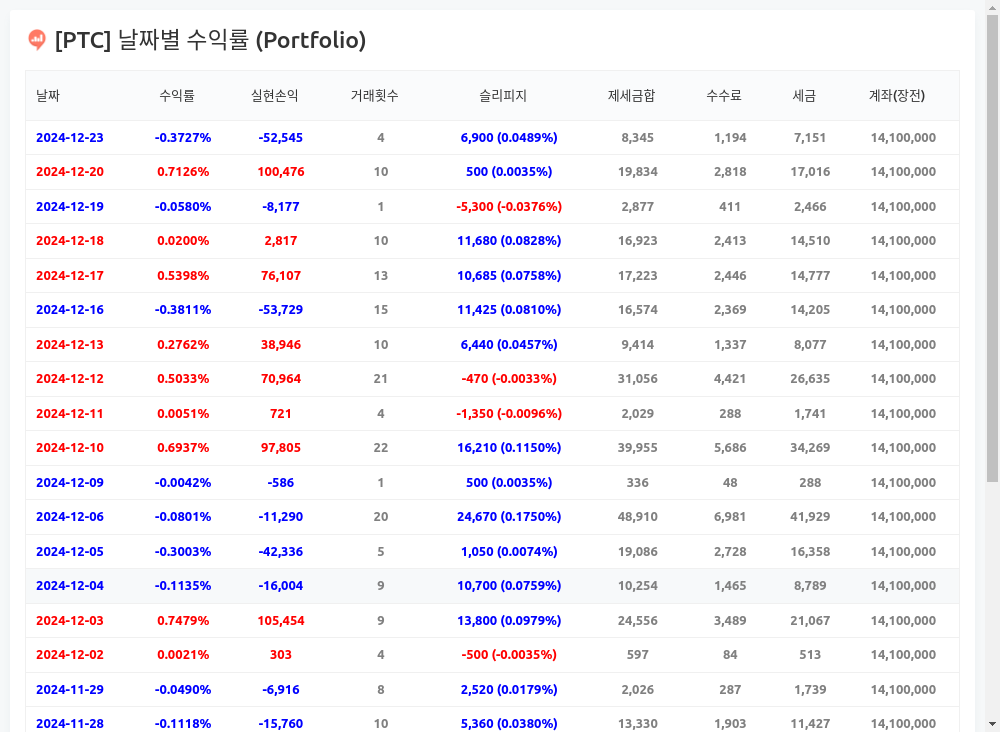 [PTC] 날짜별 수익률 (Portfolio)
날짜 수익률 실현손익 거래횟수 슬리피지 제세금합 수수료 세금 계좌(장전)
2024-12-23 -0.3727% -52,545 4 6,900 (0.0489%) 8,345 1,194 7,151 14,100,000
2024-12-20 0.7126% 100,476 10 500 (0.0035%) 19,834 2,818 17,016 14,100,000
2024-12-19 -0.0580% -8,177 1 -5,300 (-0.0376%) 2,877 411 2,466 14,100,000
2024-12-18 0.0200% 2,817 10 11,680 (0.0828%) 16,923 2,413 14,510 14,100,000
2024-12-17 0.5398% 76,107 13 10,685 (0.0758%) 17,223 2,446 14,777 14,100,000
2024-12-16 -0.3811% -53,729 15 11,425 (0.0810%) 16,574 2,369 14,205 14,100,000
2024-12-13 0.2762% 38,946 10 6,440 (0.0457%) 9,414 1,337 8,077 14,100,000
2024-12-12 0.5033% 70,964 21 -470 (-0.0033%) 31,056 4,421 26,635 14,100,000
2024-12-11 0.0051% 721 4 -1,350 (-0.0096%) 2,029 288 1,741 14,100,000
2024-12-10 0.6937% 97,805 22 16,210 (0.1150%) 39,955 5,686 34,269 14,100,000
2024-12-09 -0.0042% -586 1 500 (0.0035%) 336 48 288 14,100,000
2024-12-06 -0.0801% -11,290 20 24,670 (0.1750%) 48,910 6,981 41,929 14,100,000
2024-12-05 -0.3003% -42,336 5 1,050 (0.0074%) 19,086 2,728 16,358 14,100,000
2024-12-04 -0.1135% -16,004 9 10,700 (0.0759%) 10,254 1,465 8,789 14,100,000
2024-12-03 0.7479% 105,454 9 13,800 (0.0979%) 24,556 3,489 21,067 14,100,000
2024-12-02 0.0021% 303 4 -500 (-0.0035%) 597 84 513 14,100,000
2024-11-29 -0.0490% -6,916 8 2,520 (0.0179%) 2,026 287 1,739 14,100,000
2024-11-28 -0.1118% -15,760 10 5,360 (0.0380%) 13,330 1,903 11,427 14,100,000